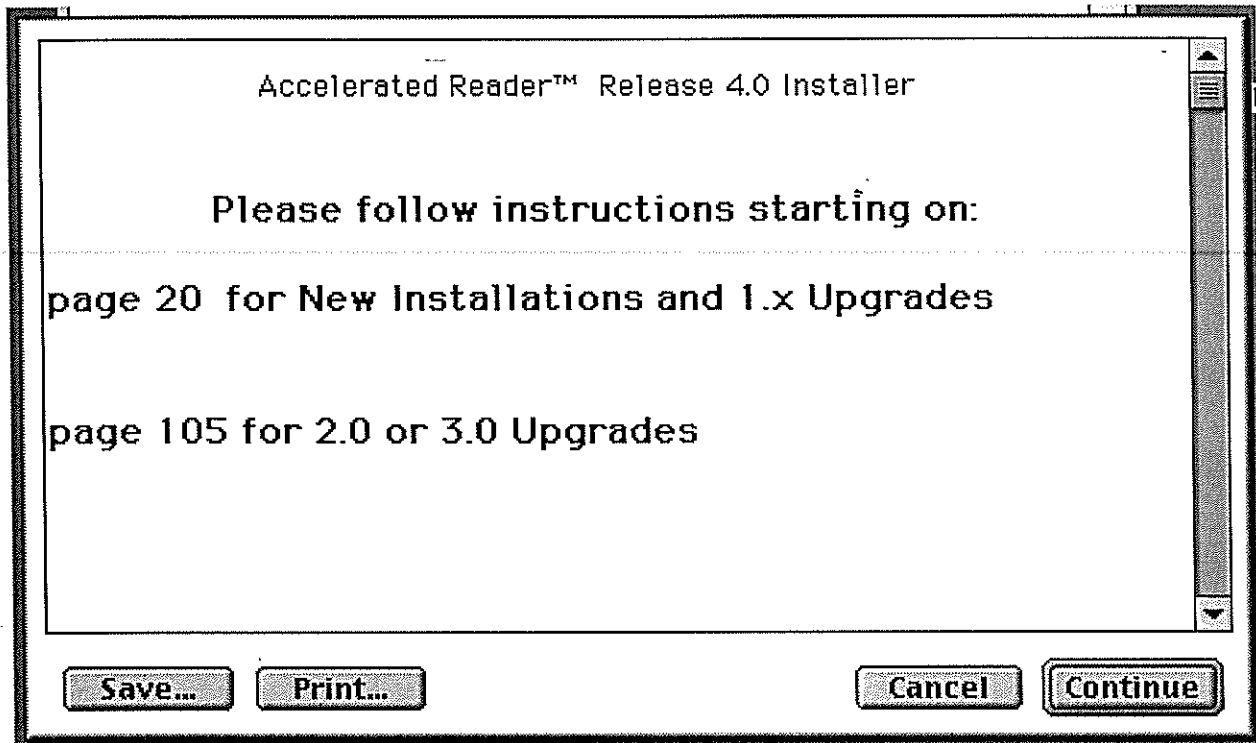 Accelerated Reader™ Release 4.0 Installer
Please follow instructions starting on:
page 20 for New Installations and 1.x Upgrades
page 105 for 2.0 or 3.0 Upgrades
Save... Print... Cancel Continue